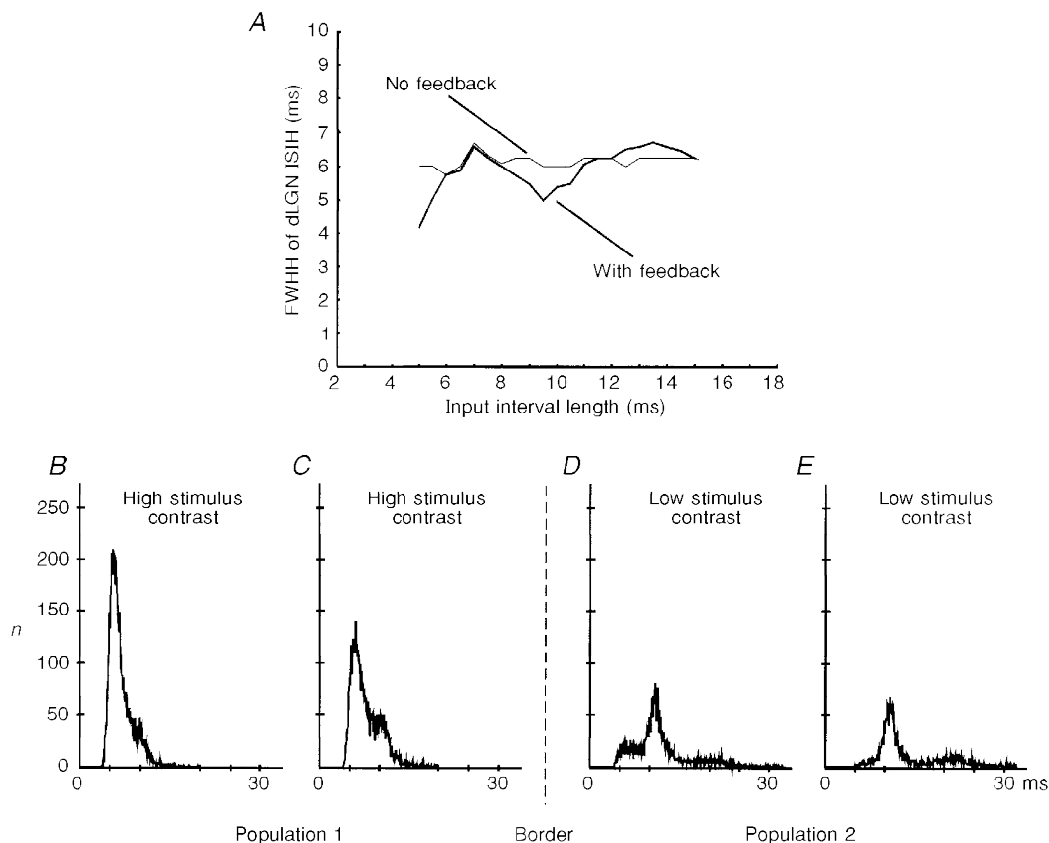 A
10
9
8
7
6
5
4
3
2
1
0
FWHH of dLGN ISIH (ms)
No feedback
With feedback
2 4 6 8 10 12 14 16 18
Input interval length (ms)
B
High stimulus
contrast
C
High stimulus
contrast
D
Low stimulus
contrast
E
Low stimulus
contrast
250
200
150
n
100
50
0
0 30
0 30
0 30
0 30 ms
Population 1
Border
Population 2